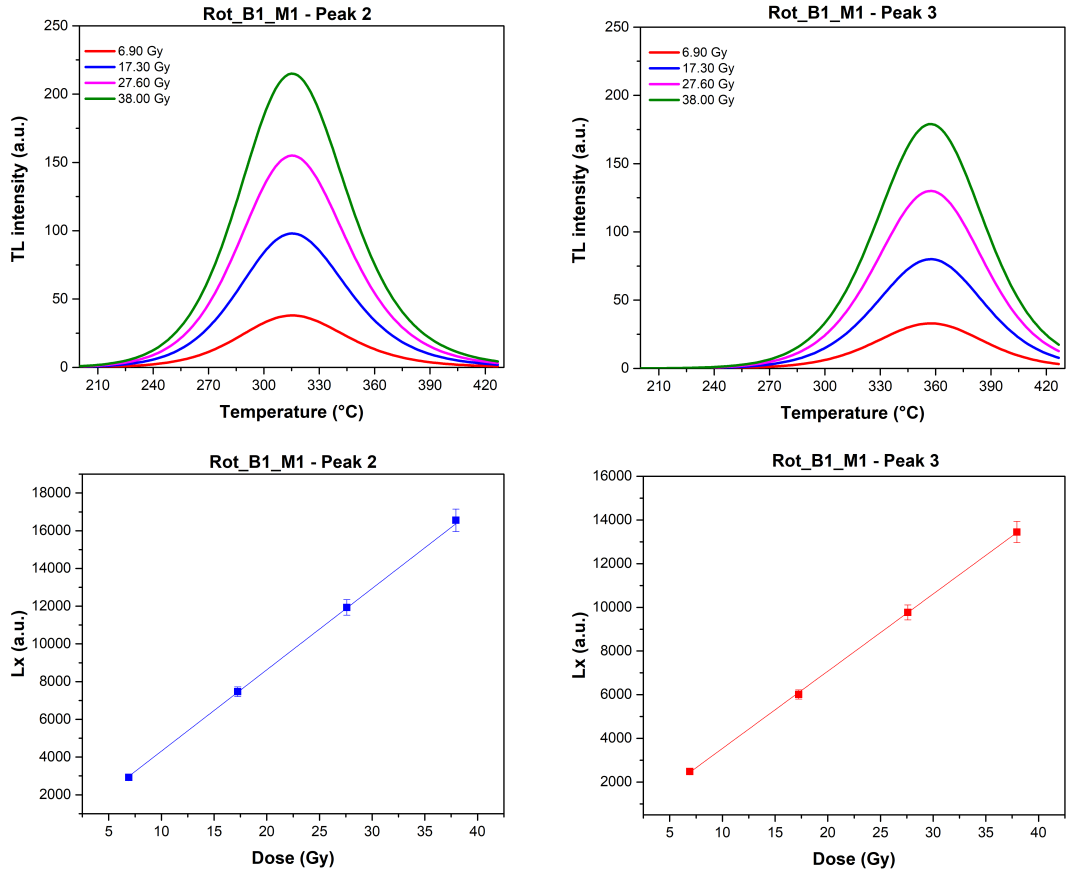 Rot_B1_M1 - Peak 2
250
200
150
100
50
0
6.90 Gy
17.30 Gy
27.60 Gy
38.00 Gy
TL intensity (a.u.)
210 240 270 300 330 360 390 420
Temperature (°C)
Rot_B1_M1 - Peak 3
250
200
150
100
50
0
6.90 Gy
17.30 Gy
27.60 Gy
38.00 Gy
TL intensity (a.u.)
210 240 270 300 330 360 390 420
Temperature (°C)
Rot_B1_M1 - Peak 2
18000
16000
14000
12000
10000
8000
6000
4000
2000
Lx (a.u.)
5 10 15 20 25 30 35 40
Dose (Gy)
Rot_B1_M1 - Peak 3
16000
14000
12000
10000
8000
6000
4000
2000
Lx (a.u.)
5 10 15 20 25 30 35 40
Dose (Gy)